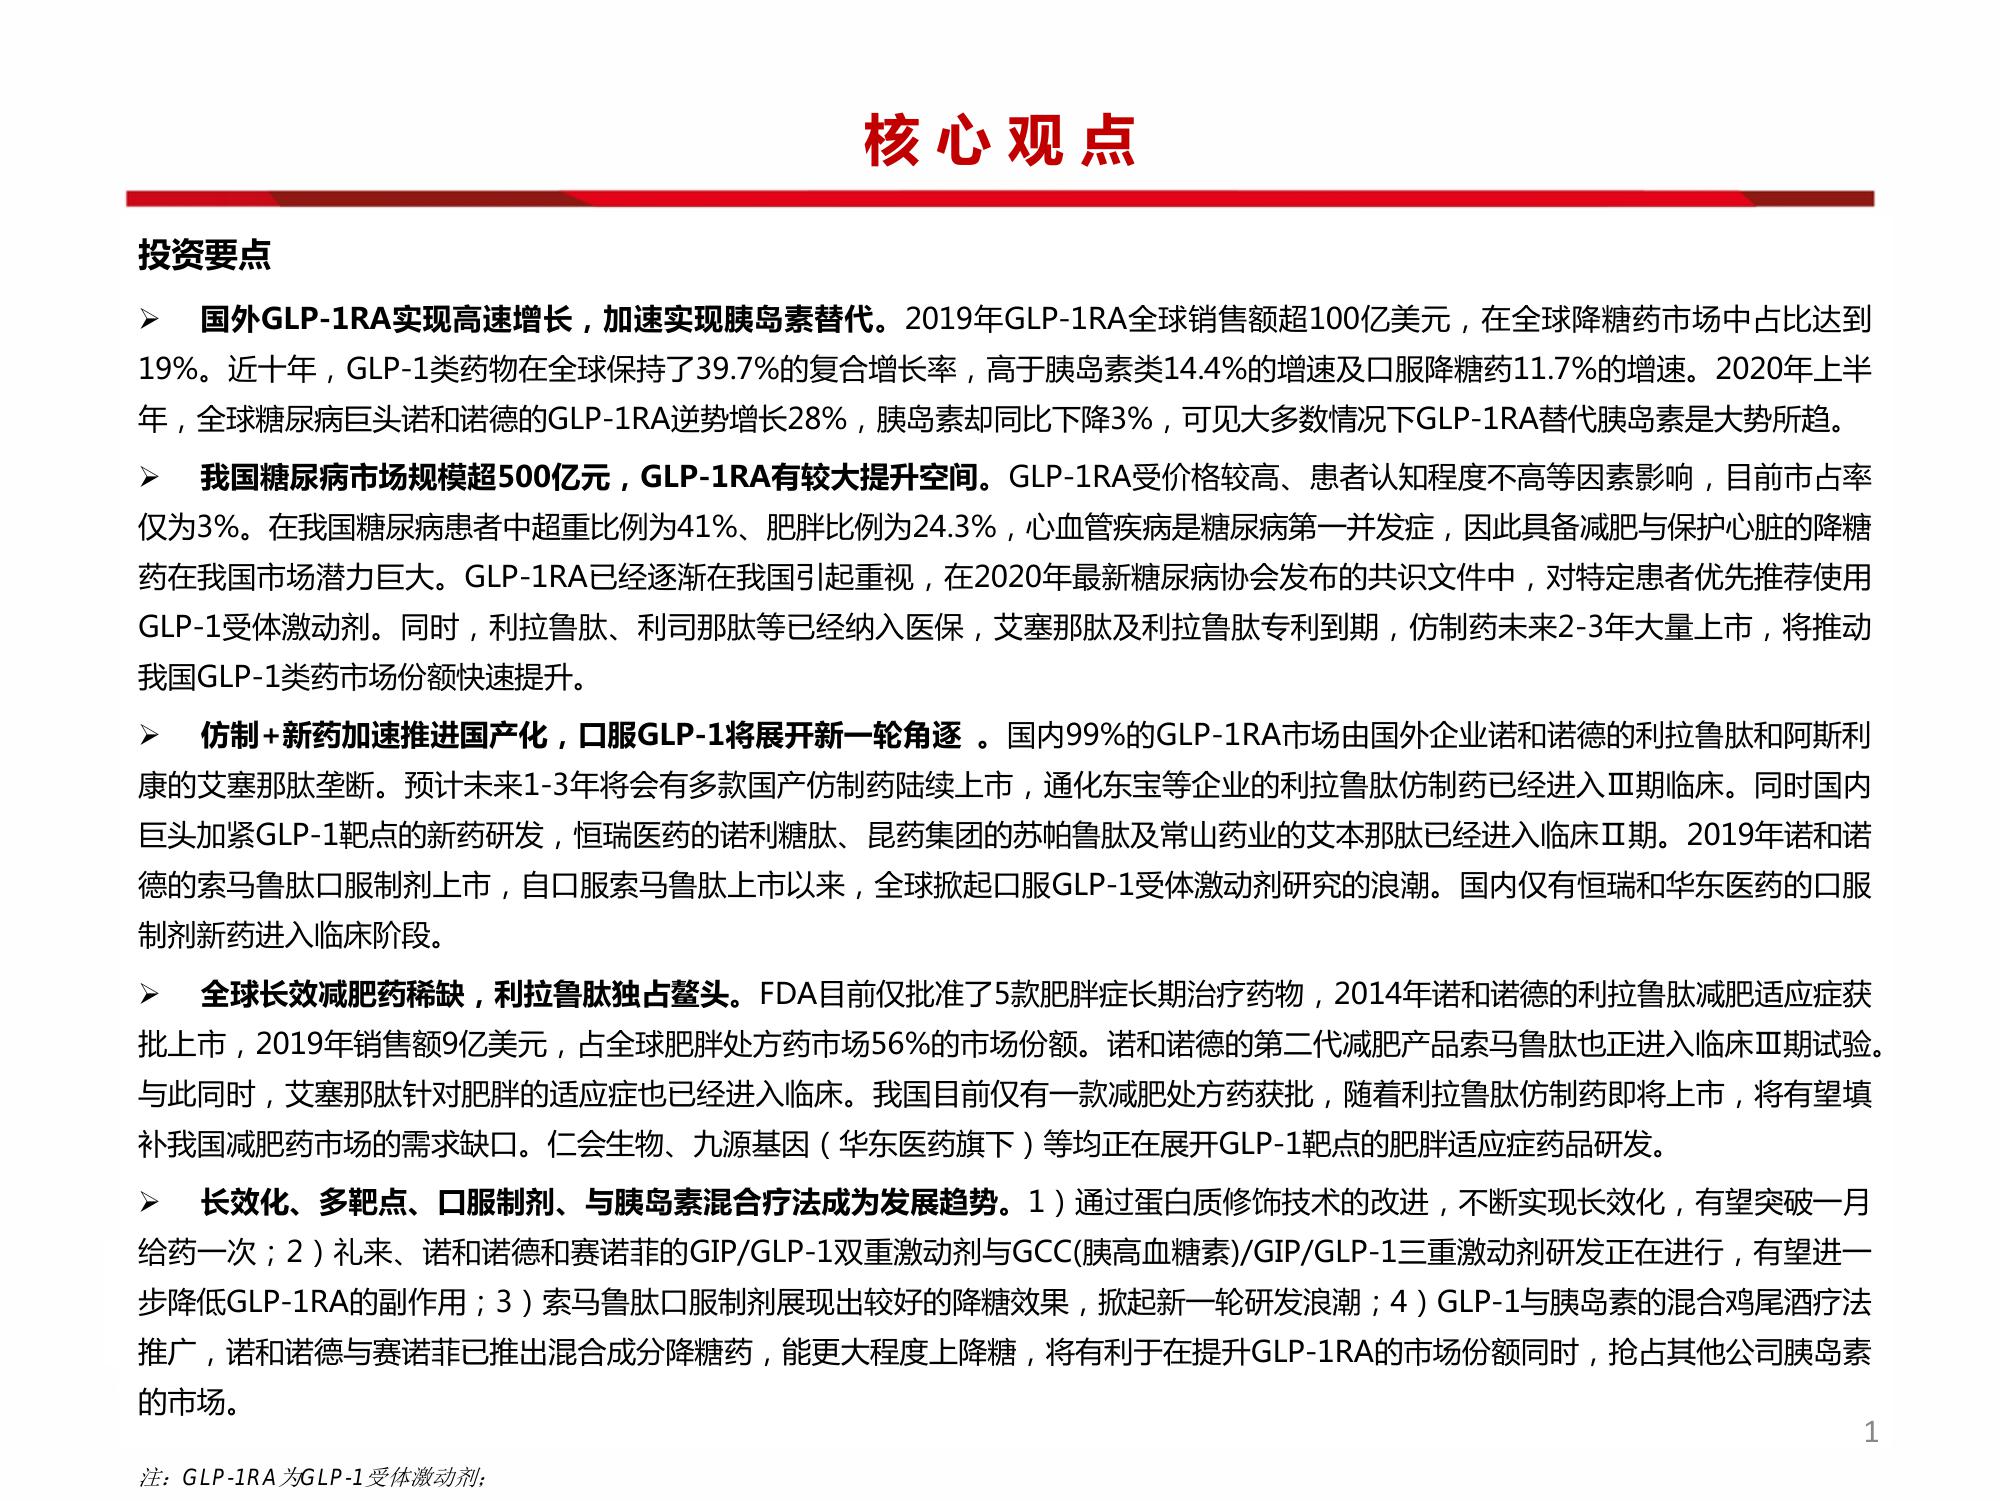 核心观点
投资要点
➢ 国外GLP-1RA实现高速增长，加速实现胰岛素替代。2019年GLP-1RA全球销售额超100亿美元，在全球降糖药市场中占比达到
19%。近十年，GLP-1类药物在全球保持了39.7%的复合增长率，高于胰岛素类14.4%的增速及口服降糖药11.7%的增速。2020年上半
年，全球糖尿病巨头诺和诺德的GLP-1RA逆势增长28%，胰岛素却同比下降3%，可见大多数情况下GLP-1RA替代胰岛素是大势所趋。
➢ 我国糖尿病市场规模超500亿元，GLP-1RA有较大提升空间。GLP-1RA受价格较高、患者认知程度不高等因素影响，目前市占率
仅为3%。在我国糖尿病患者中超重比例为41%、肥胖比例为24.3%，心血管疾病是糖尿病第一并发症，因此具备减肥与保护心脏的降糖
药在我国市场潜力巨大。GLP-1RA已经逐渐在我国引起重视，在2020年最新糖尿病协会发布的共识文件中，对特定患者优先推荐使用
GLP-1受体激动剂。同时，利拉鲁肽、利司那肽等已经纳入医保，艾塞那肽及利拉鲁肽专利到期，仿制药未来2-3年大量上市，将推动
我国GLP-1类药市场份额快速提升。
➢ 仿制+新药加速推进国产化，口服GLP-1将展开新一轮角逐 。国内99%的GLP-1RA市场由国外企业诺和诺德的利拉鲁肽和阿斯利
康的艾塞那肽垄断。预计未来1-3年将会有多款国产仿制药陆续上市，通化东宝等企业的利拉鲁肽仿制药已经进入Ⅲ期临床。同时国内
巨头加紧GLP-1靶点的新药研发，恒瑞医药的诺利糖肽、昆药集团的苏帕鲁肽及常山药业的艾本那肽已经进入临床Ⅱ期。2019年诺和诺
德的索马鲁肽口服制剂上市，自口服索马鲁肽上市以来，全球掀起口服GLP-1受体激动剂研究的浪潮。国内仅有恒瑞和华东医药的口服
制剂新药进入临床阶段。
➢ 全球长效减肥药稀缺，利拉鲁肽独占鳌头。FDA目前仅批准了5款肥胖症长期治疗药物，2014年诺和诺德的利拉鲁肽减肥适应症获
批上市，2019年销售额9亿美元，占全球肥胖处方药市场56%的市场份额。诺和诺德的第二代减肥产品索马鲁肽也正进入临床Ⅲ期试验。
与此同时，艾塞那肽针对肥胖的适应症也已经进入临床。我国目前仅有一款减肥处方药获批，随着利拉鲁肽仿制药即将上市，将有望填
补我国减肥药市场的需求缺口。仁会生物、九源基因（华东医药旗下）等均正在展开GLP-1靶点的肥胖适应症药品研发。
➢ 长效化、多靶点、口服制剂、与胰岛素混合疗法成为发展趋势。1）通过蛋白质修饰技术的改进，不断实现长效化，有望突破一月
给药一次；2）礼来、诺和诺德和赛诺菲的GIP/GLP-1双重激动剂与GCC(胰高血糖素)/GIP/GLP-1三重激动剂研发正在进行，有望进一
步降低GLP-1RA的副作用；3）索马鲁肽口服制剂展现出较好的降糖效果，掀起新一轮研发浪潮；4）GLP-1与胰岛素的混合鸡尾酒疗法
推广，诺和诺德与赛诺菲已推出混合成分降糖药，能更大程度上降糖，将有利于在提升GLP-1RA的市场份额同时，抢占其他公司胰岛素
的市场。
1
注：GLP-1RA为GLP-1受体激动剂；